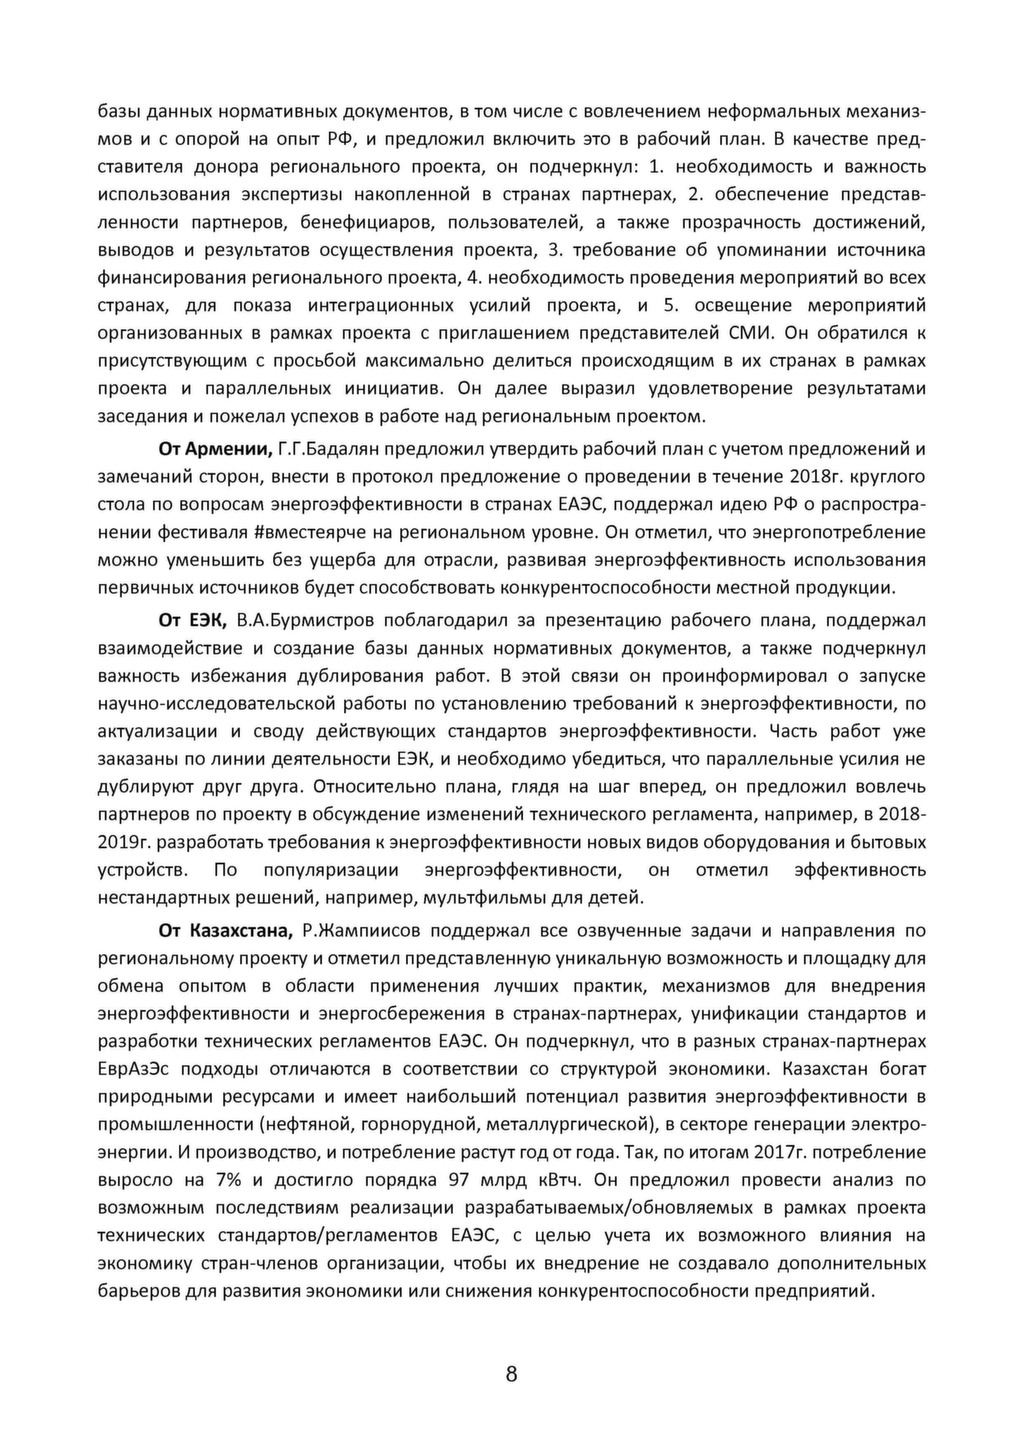 базы данных нормативных документов, в том числе с вовлечением неформальных механиз-
мов и с опорой на опыт РФ, и предложил включить это в рабочий план. В качестве пред-
ставителя донора регионального проекта, он подчеркнул: 1. необходимость и важность
использования экспертизы накопленной в странах партнерах, 2. обеспечение представ-
ленности партнеров, бенефициаров, пользователей, а также прозрачность достижений,
выводов и результатов осуществления проекта, 3. требование об упоминании источника
финансирования регионального проекта, 4. необходимость проведения мероприятий во всех
странах, для показа интеграционных усилий проекта, и 5. освещение мероприятий
организованных в рамках проекта с приглашением представителей СМИ. Он обратился к
присутствующим с просьбой максимально делиться происходящим в их странах в рамках
проекта и параллельных инициатив. Он далее выразил удовлетворение результатами
заседания и пожелал успехов в работе над региональным проектом.
От Армении, Г.Г.Бадалян предложил утвердить рабочий план с учетом предложений и
замечаний сторон, внести в протокол предложение о проведении в течение 2018г. круглого
стола по вопросам энергоэффективности в странах ЕАЭС, поддержал идею РФ о распростра-
нении фестиваля #вместеярче на региональном уровне. Он отметил, что энергопотребление
можно уменьшить без ущерба для отрасли, развивая энергоэффективность использования
первичных источников будет способствовать конкурентоспособности местной продукции.
От ЕЭК, В.А.Бурмистров поблагодарил за презентацию рабочего плана, поддержал
взаимодействие и создание базы данных нормативных документов, а также подчеркнул
важность избежания дублирования работ. В этой связи он проинформировал о запуске
научно-исследовательской работы по установлению требований к энергоэффективности, по
актуализации и своду действующих стандартов энергоэффективности. Часть работ уже
заказаны по линии деятельности ЕЭК, и необходимо убедиться, что параллельные усилия не
дублируют друг друга. Относительно плана, глядя на шаг вперед, он предложил вовлечь
партнеров по проекту в обсуждение изменений технического регламента, например, в 2018-
2019г. разработать требования к энергоэффективности новых видов оборудования и бытовых
устройств. По популяризации энергоэффективности, он отметил эффективность
нестандартных решений, например, мультфильмы для детей.
От Казахстана, Р.Жампиисов поддержал все озвученные задачи и направления по
региональному проекту и отметил представленную уникальную возможность и площадку для
обмена опытом в области применения лучших практик, механизмов для внедрения
энергоэффективности и энергосбережения в странах-партнерах, унификации стандартов и
разработки технических регламентов ЕАЭС. Он подчеркнул, что в разных странах-партнерах
ЕврАзЭс подходы отличаются в соответствии со структурой экономики. Казахстан богат
природными ресурсами и имеет наибольший потенциал развития энергоэффективности в
промышленности (нефтяной, горнорудной, металлургической), в секторе генерации электро-
энергии. И производство, и потребление растут год от года. Так, по итогам 2017г. потребление
выросло на 7% и достигло порядка 97 млрд кВтч. Он предложил провести анализ по
возможным последствиям реализации разрабатываемых/обновляемых в рамках проекта
технических стандартов/регламентов ЕАЭС, с целью учета их возможного влияния на
экономику стран-членов организации, чтобы их внедрение не создавало дополнительных
барьеров для развития экономики или снижения конкурентоспособности предприятий.
8